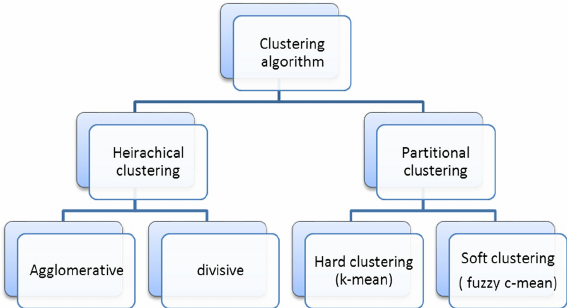 Clustering
algorithm
Heirachical
clustering
Partitional
clustering
Agglomerative
divisive
Hard clustering
(k-mean)
Soft clustering
( fuzzy c-mean)